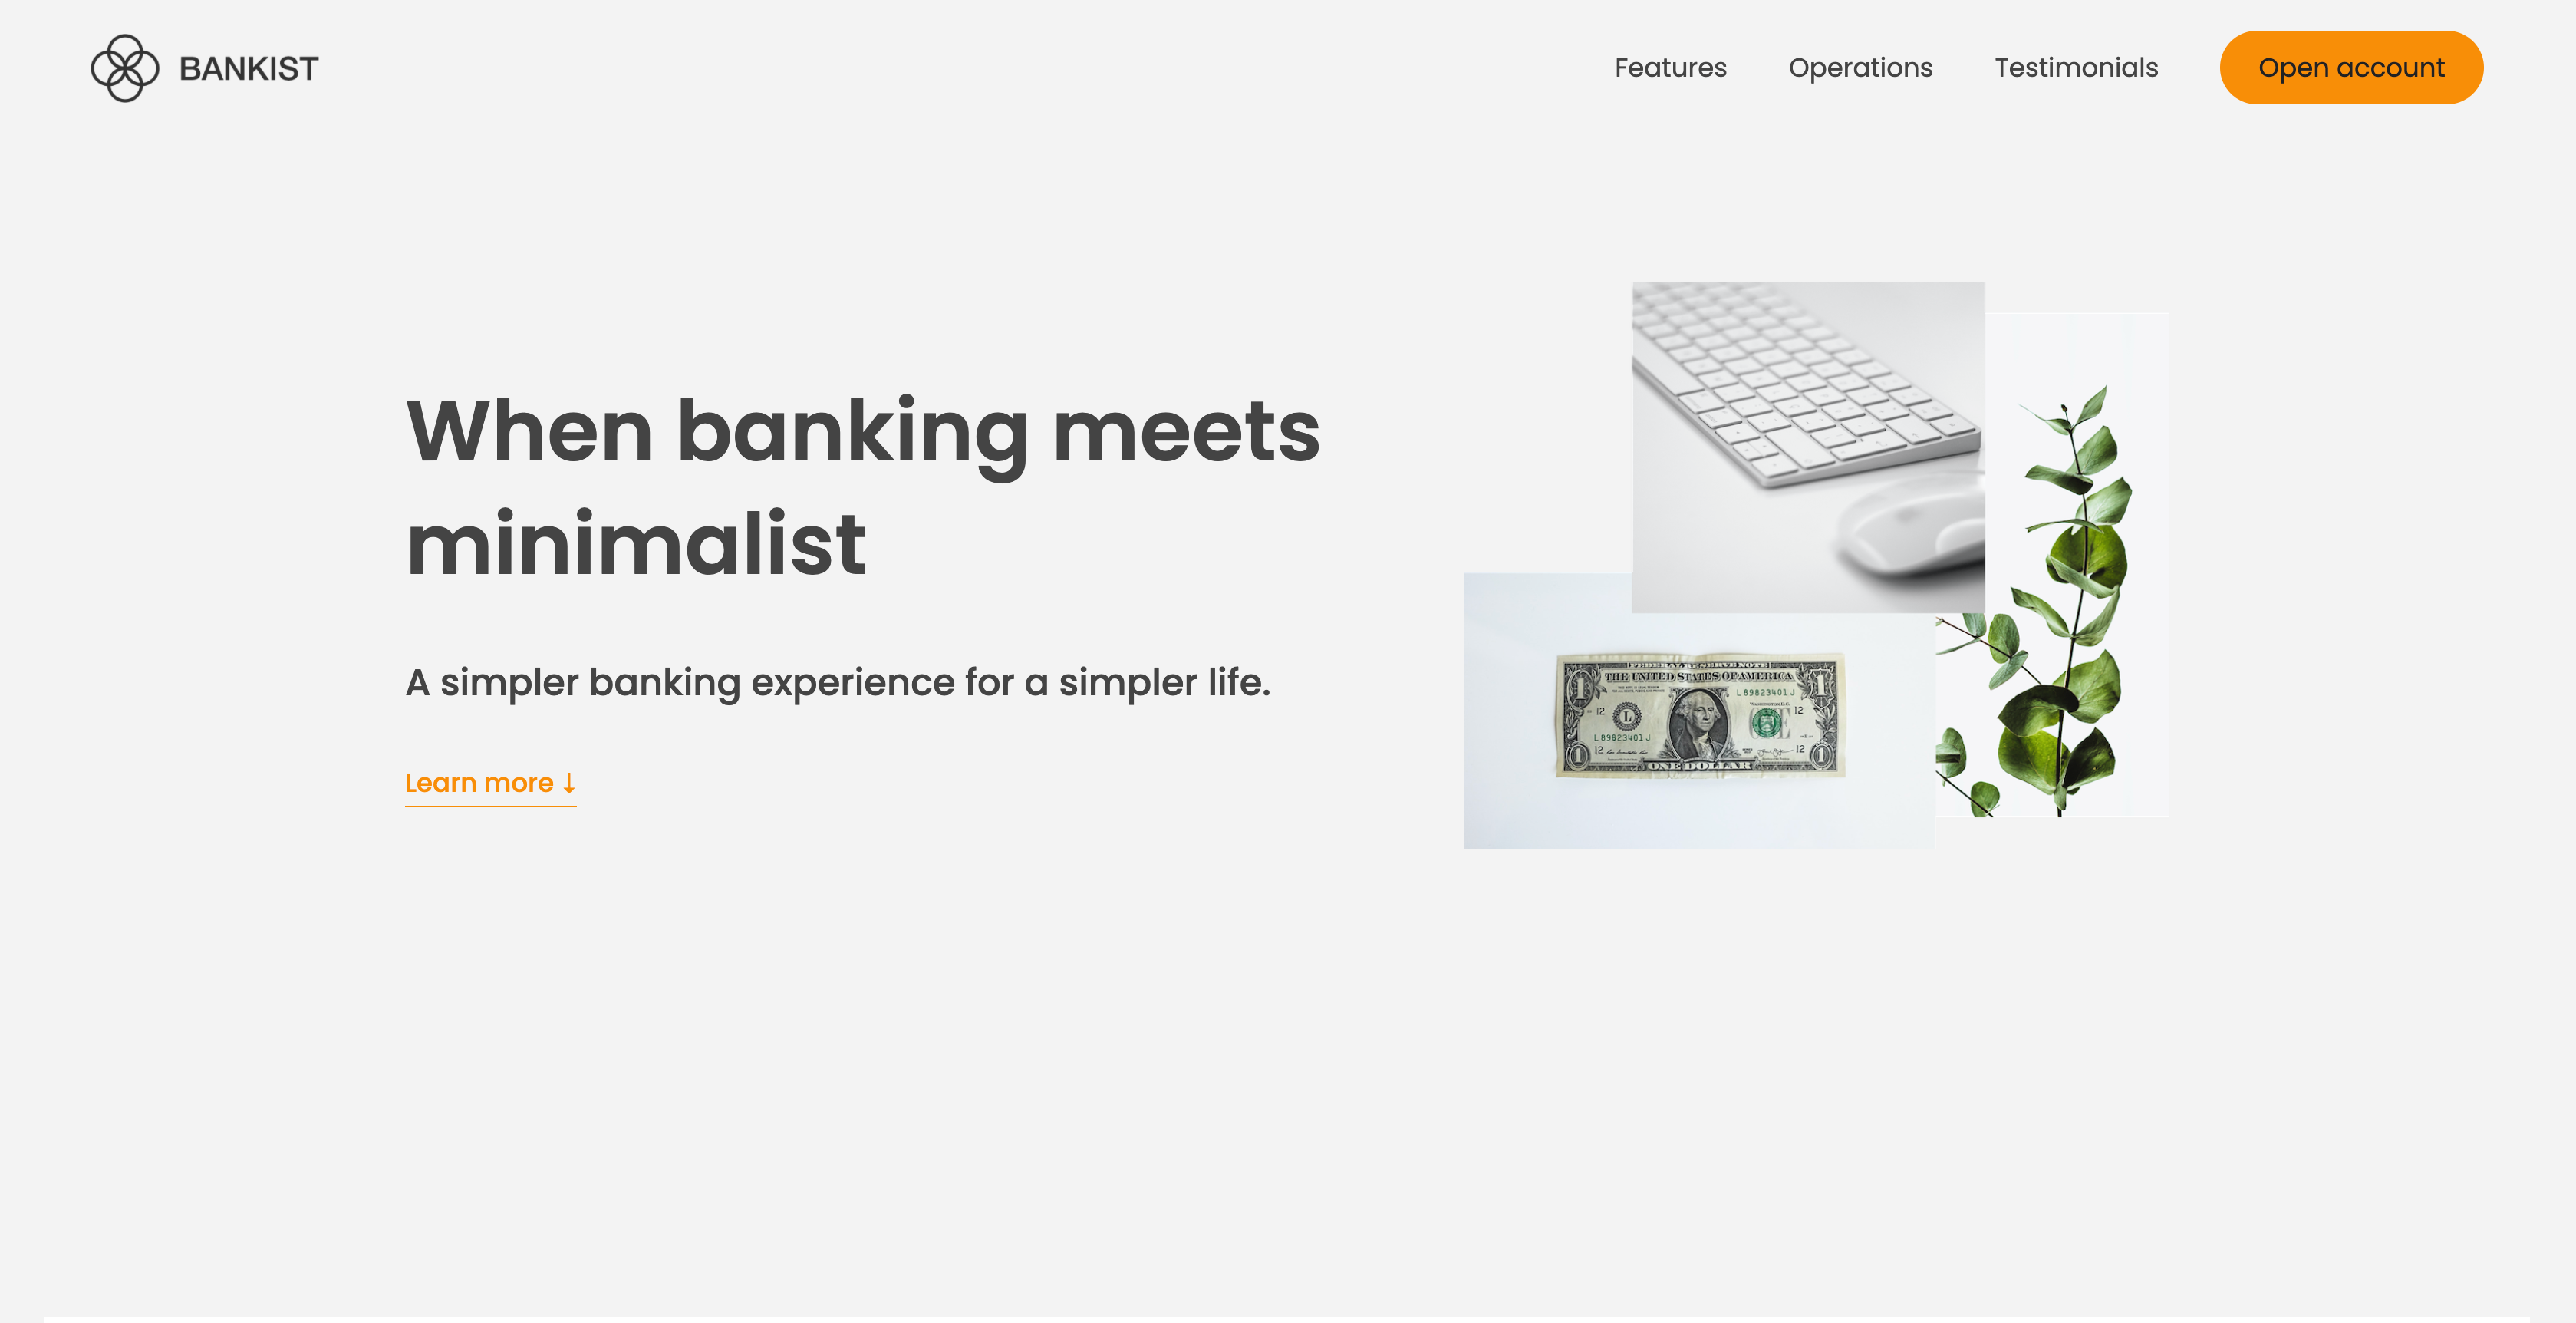 BANKIST
Features
Operations
Testimonials
Open account
When banking meets
minimalist
A simpler banking experience for a simpler life.
Learn more ↓
FEDERAL RESERVE NOTE
THE UNITED STATES OF AMERICA
L 89823401 J
WASHINGTON, D.C.
12
L
12
L 89823401 J
12
12
1
1
1
1
ONE DOLLAR